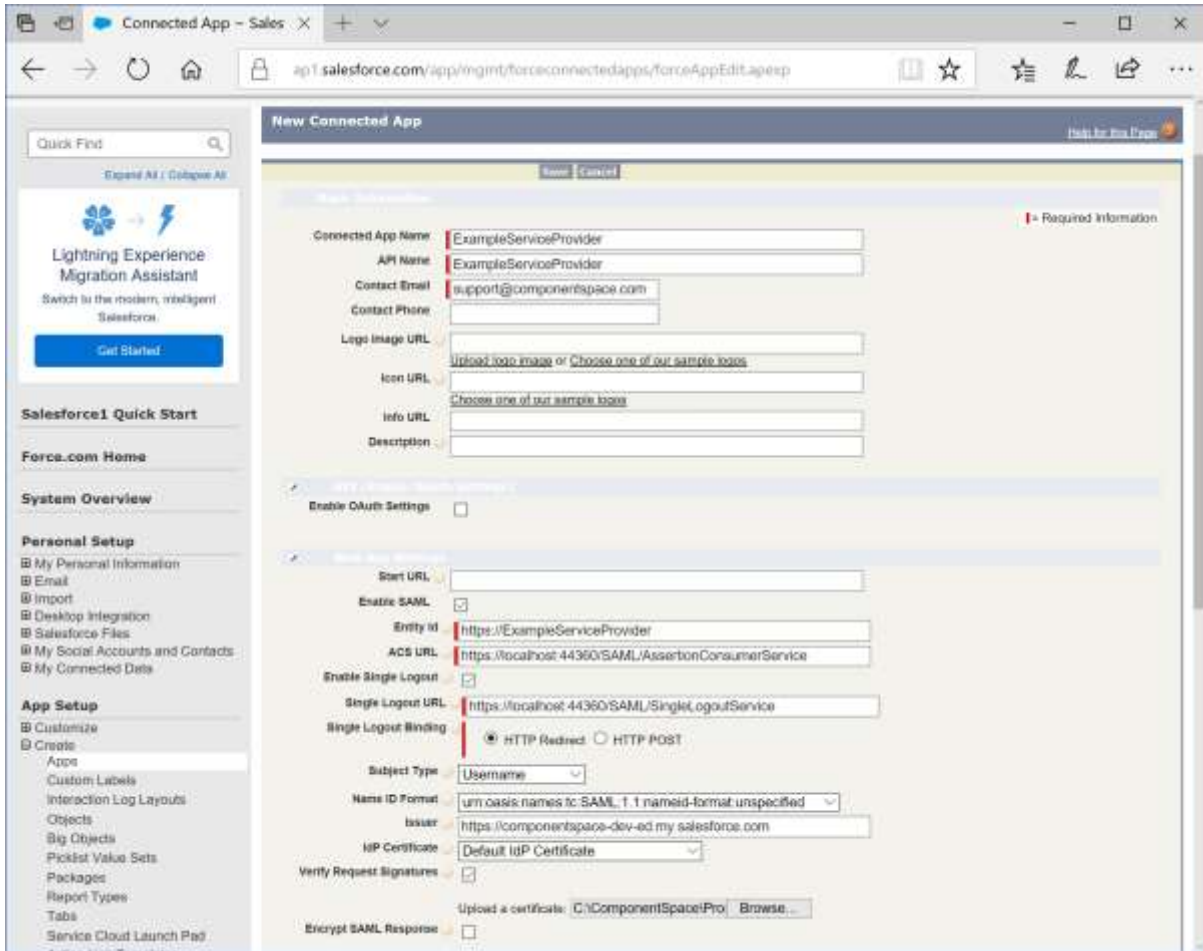 Connected App – Sales
ap1.salesforce.com/app/mgmt/forceconnectedapps/forceAppEdit.apexp
Quick Find
Expand All | Collapse All
Lightning Experience
Migration Assistant
Switch to the modern, intelligent
Salesforce.
Get Started
Salesforce1 Quick Start
Force.com Home
System Overview
Personal Setup
My Personal Information
Email
Import
Desktop Integration
Salesforce Files
My Social Accounts and Contacts
My Connected Data
App Setup
Customize
Create
Apps
Custom Labels
Interaction Log Layouts
Objects
Big Objects
Picklist Value Sets
Packages
Report Types
Tabs
Service Cloud Launch Pad
New Connected App
Help for this Page
Save Cancel
Basic Information
= Required Information
Connected App Name ExampleServiceProvider
API Name ExampleServiceProvider
Contact Email support@componentspace.com
Contact Phone
Logo Image URL
Upload logo image or Choose one of our sample logos
Icon URL
Choose one of our sample logos
Info URL
Description
Enable OAuth Settings
Start URL
Enable SAML
Entity Id https://ExampleServiceProvider
ACS URL https://localhost:44360/SAML/AssertionConsumerService
Enable Single Logout
Single Logout URL https://localhost:44360/SAML/SingleLogoutService
Single Logout Binding HTTP Redirect HTTP POST
Subject Type Username
Name ID Format urn:oasis:names:tc:SAML:1.1:nameid-format:unspecified
Issuer https://componentspace-dev-ed.my.salesforce.com
IdP Certificate Default IdP Certificate
Verify Request Signatures
Upload a certificate: C:\ComponentSpace\Pro Browse...
Encrypt SAML Response